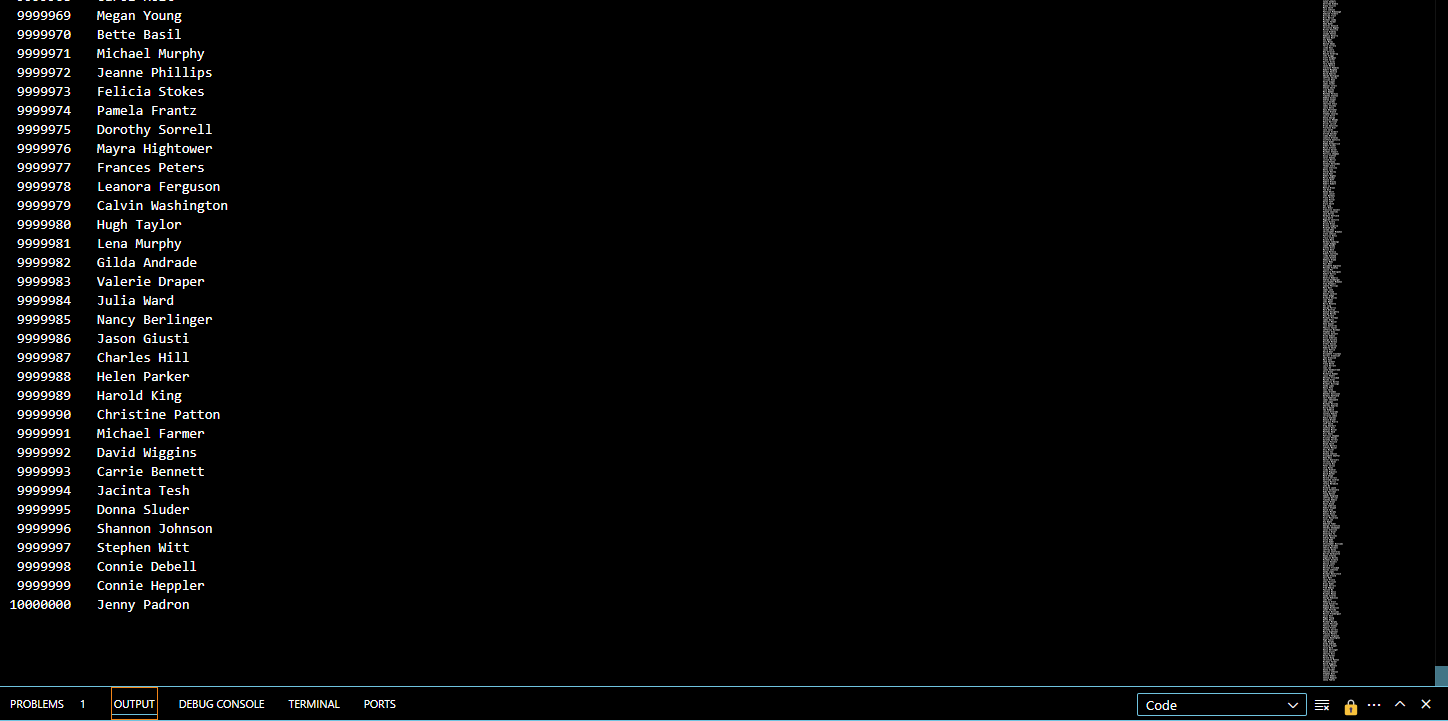 9999969 Megan Young
9999970 Bette Basil
9999971 Michael Murphy
9999972 Jeanne Phillips
9999973 Felicia Stokes
9999974 Pamela Frantz
9999975 Dorothy Sorrell
9999976 Mayra Hightower
9999977 Frances Peters
9999978 Leanora Ferguson
9999979 Calvin Washington
9999980 Hugh Taylor
9999981 Lena Murphy
9999982 Gilda Andrade
9999983 Valerie Draper
9999984 Julia Ward
9999985 Nancy Berlinger
9999986 Jason Giusti
9999987 Charles Hill
9999988 Helen Parker
9999989 Harold King
9999990 Christine Patton
9999991 Michael Farmer
9999992 David Wiggins
9999993 Carrie Bennett
9999994 Jacinta Tesh
9999995 Donna Sluder
9999996 Shannon Johnson
9999997 Stephen Witt
9999998 Connie Debell
9999999 Connie Heppler
10000000 Jenny Padron
PROBLEMS 1 OUTPUT DEBUG CONSOLE TERMINAL PORTS Code